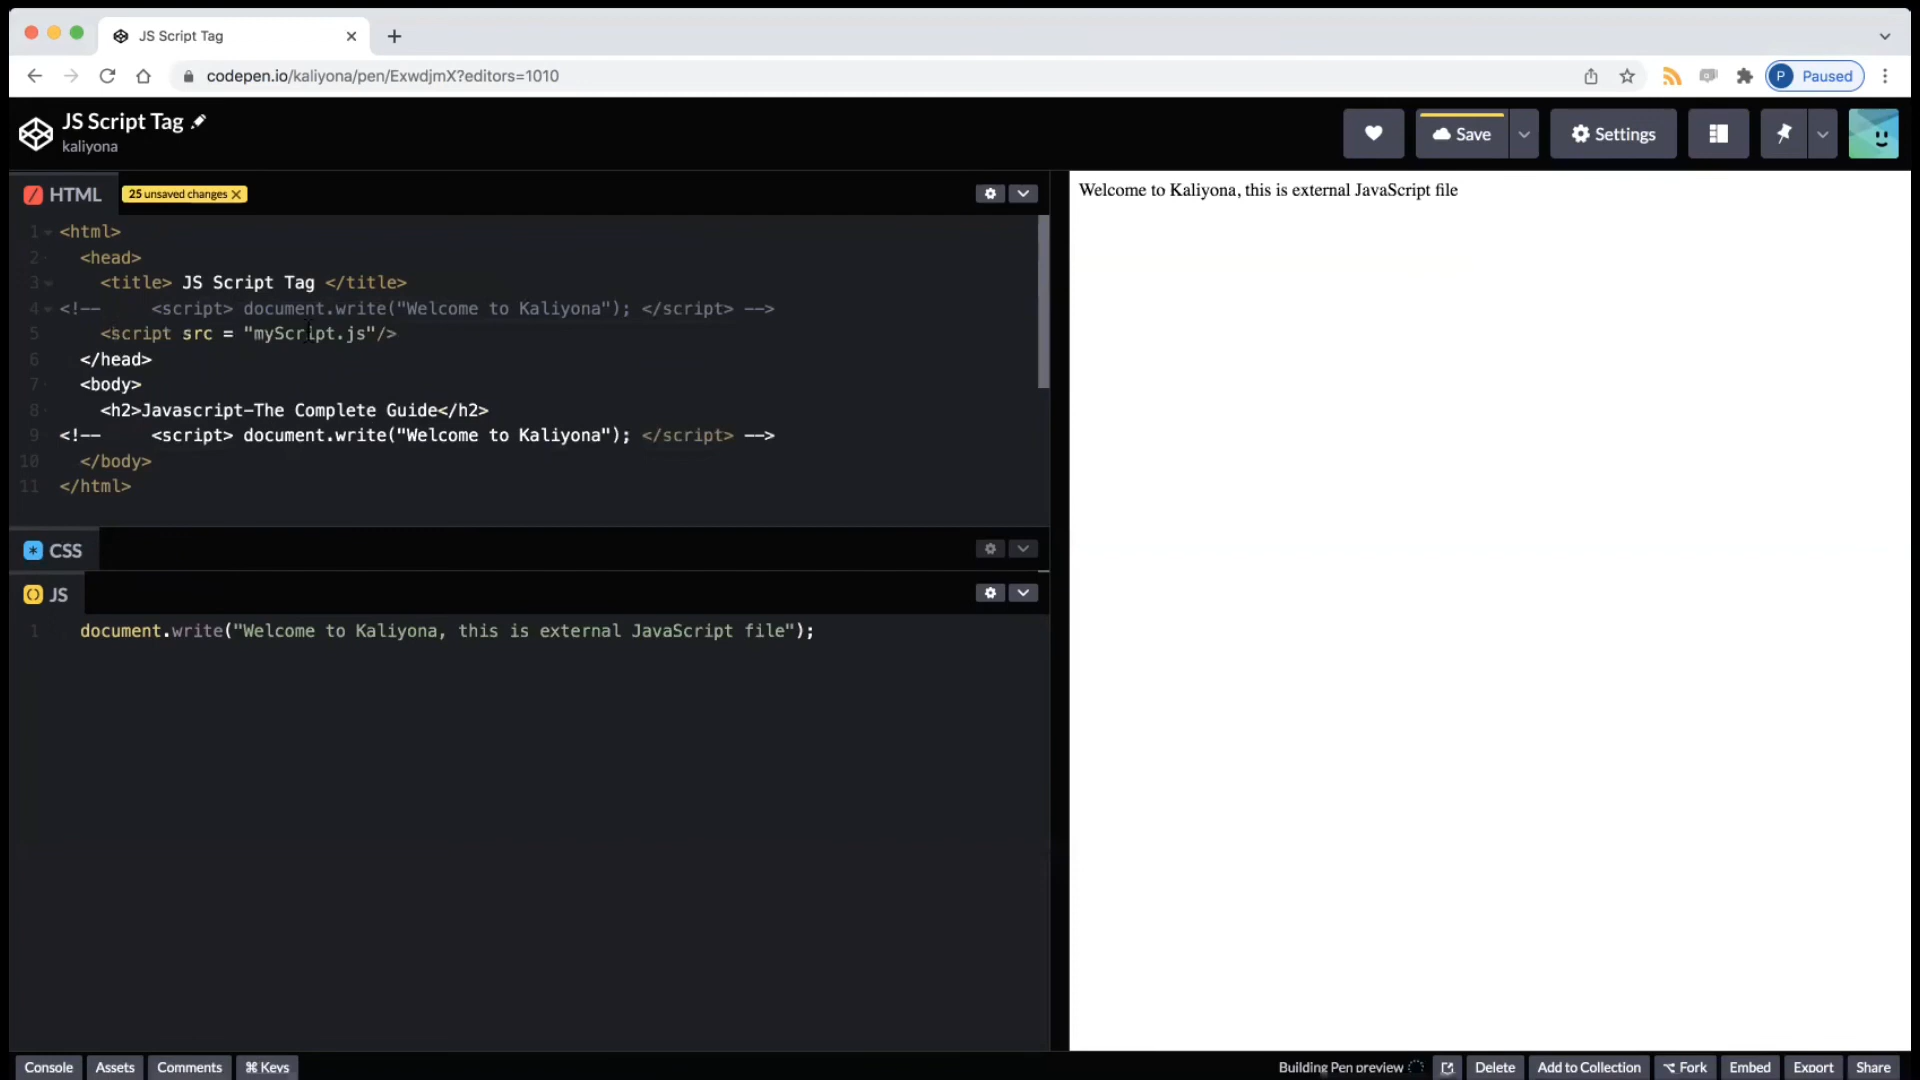 JS Script Tag
codepen.io/kaliyona/pen/ExwdjmX?editors=1010
P Paused
JS Script Tag
kaliyona
Save
Settings
HTML
25 unsaved changes
1 <html>
2 <head>
3 <title> JS Script Tag </title>
4 <!-- <script> document.write("Welcome to Kaliyona"); </script> -->
5 <script src = "myScript.js"/>
6 </head>
7 <body>
8 <h2>Javascript-The Complete Guide</h2>
9 <!-- <script> document.write("Welcome to Kaliyona"); </script> -->
10 </body>
11 </html>
CSS
JS
1 document.write("Welcome to Kaliyona, this is external JavaScript file");
Welcome to Kaliyona, this is external JavaScript file
Console Assets Comments ⌘ Keys
Building Pen preview Delete Add to Collection Fork Embed Export Share